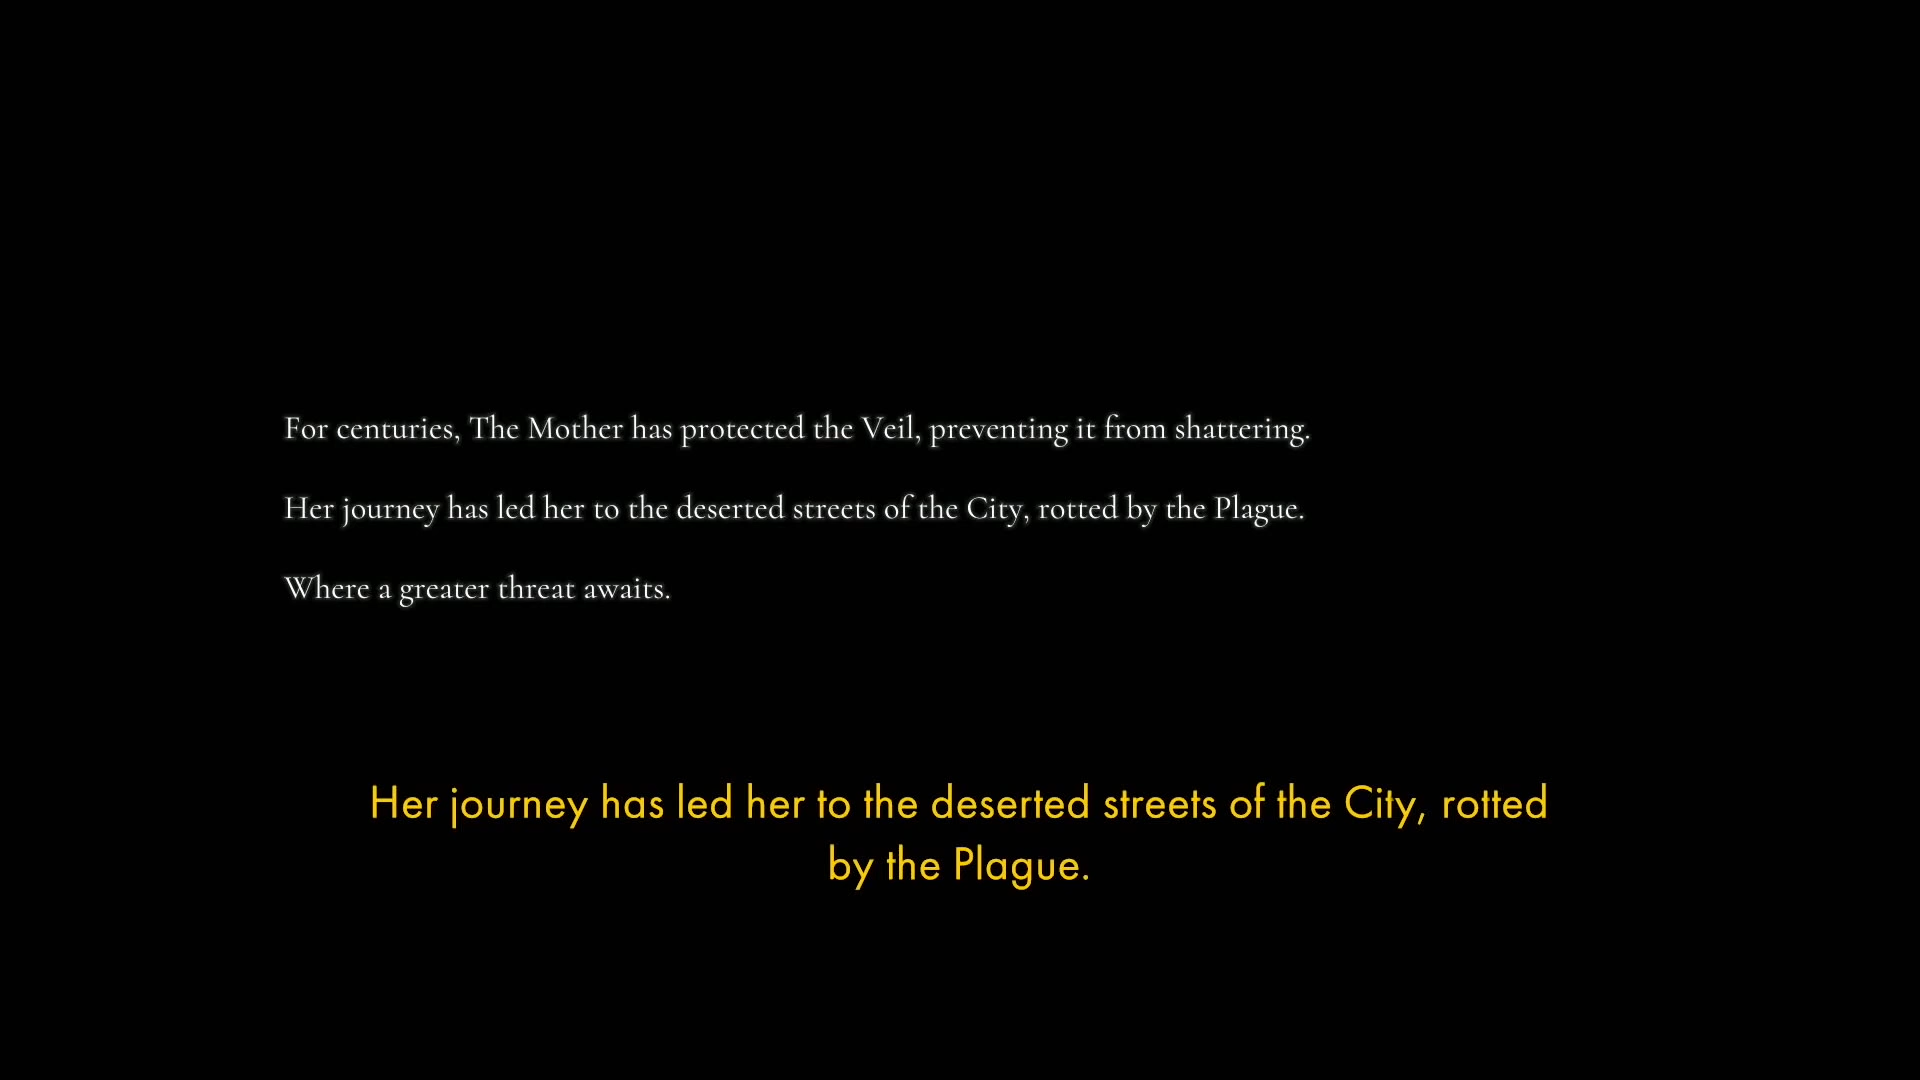 For centuries, The Mother has protected the Veil, preventing it from shattering.
Her journey has led her to the deserted streets of the City, rotted by the Plague.
Where a greater threat awaits.
Her journey has led her to the deserted streets of the City, rotted
by the Plague.